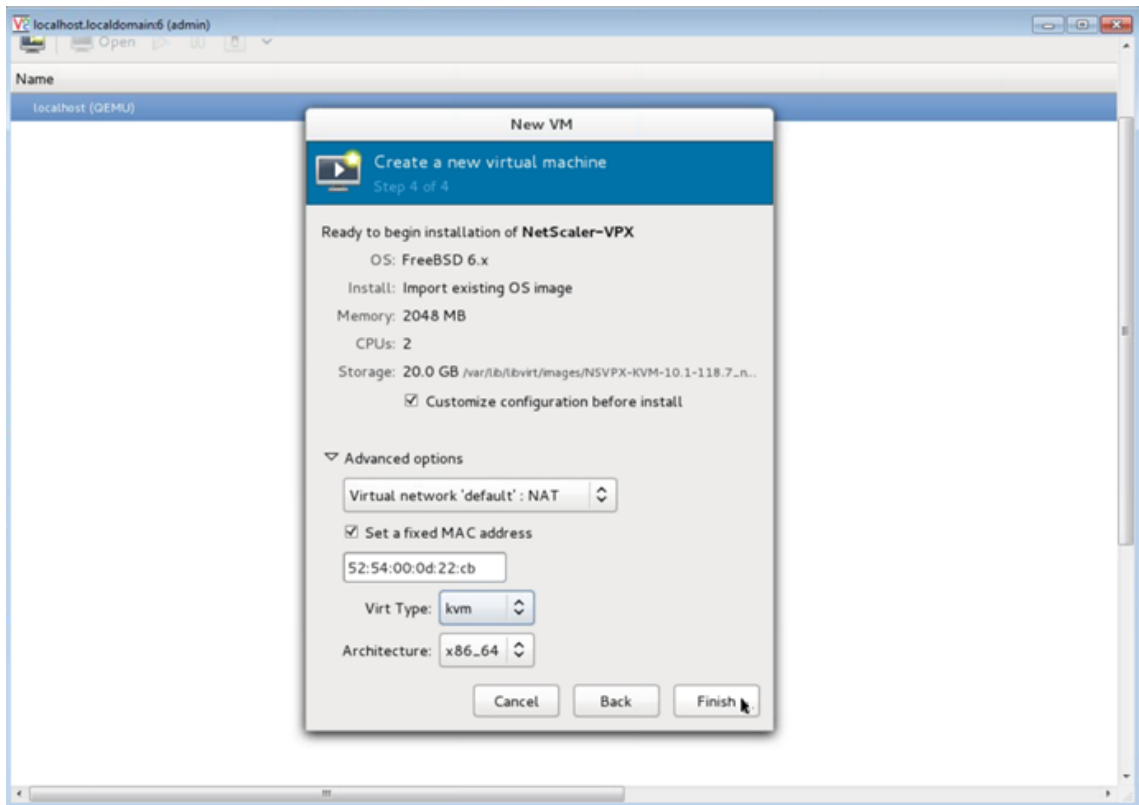 localhost.localdomain:6 (admin)
Open
Name
localhost (QEMU)
New VM
Create a new virtual machine
Step 4 of 4
Ready to begin installation of NetScaler-VPX
OS: FreeBSD 6.x
Install: Import existing OS image
Memory: 2048 MB
CPUs: 2
Storage: 20.0 GB /var/lib/libvirt/images/NSVPX-KVM-10.1-118.7_n...
Customize configuration before install
Advanced options
Virtual network 'default' : NAT
Set a fixed MAC address
52:54:00:0d:22:cb
Virt Type: kvm
Architecture: x86_64
Cancel Back Finish